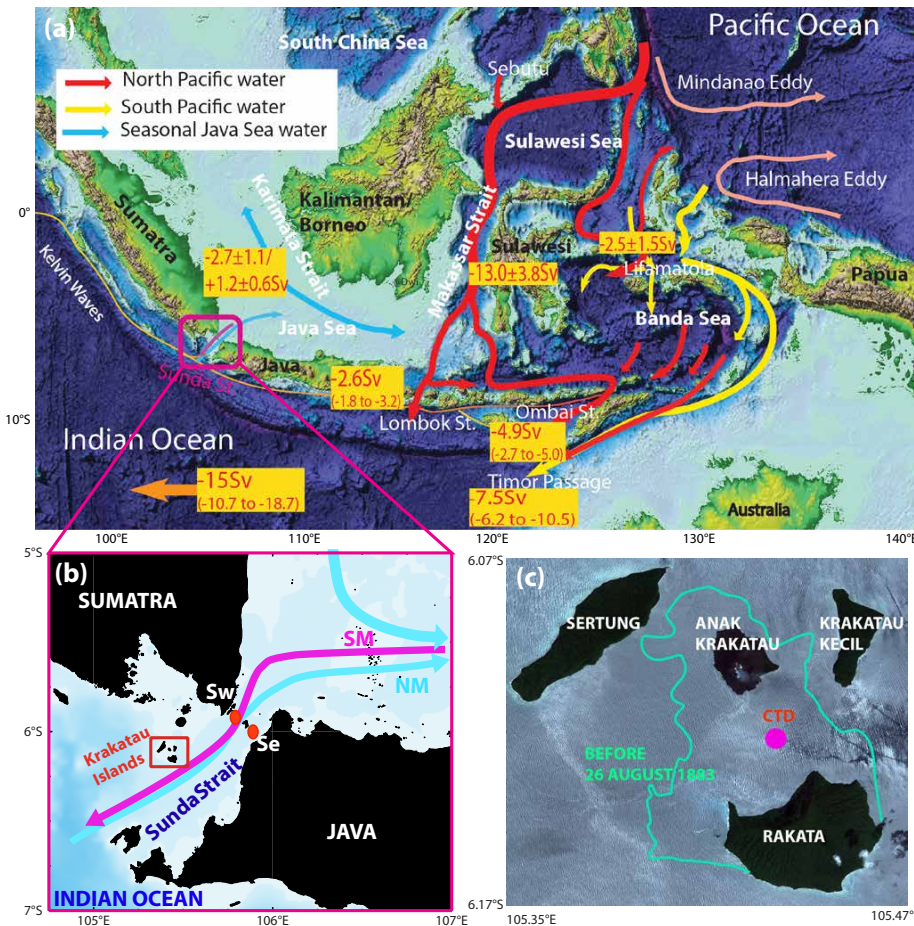 (a)
South China Sea
Pacific Ocean
North Pacific water
South Pacific water
Seasonal Java Sea water
Sebutu
Mindanao Eddy
Sulawesi Sea
Halmahera Eddy
Karimata Strait
Kalimantan/
Borneo
Makassar Strait
0°
Sumatra
Sulawesi
-2.5±1.5Sv
-2.7±1.1/
+1.2±0.6Sv
-13.0±3.8Sv
Lifamatola
Papua
Kelvin Waves
Java Sea
Banda Sea
Sunda St.
Java
-2.6Sv
(-1.8 to -3.2)
10°S
Lombok St.
Ombai St.
Indian Ocean
-4.9Sv
(-2.7 to -5.0)
-15Sv
(-10.7 to -18.7)
Timor Passage
-7.5Sv
(-6.2 to -10.5)
Australia
100°E
110°E
120°E
130°E
140°E
5°S
(b)
SUMATRA
SM
NM
Sw
6°S
Se
Krakatau
Islands
SundaStrait
JAVA
INDIAN OCEAN
7°S
105°E
106°E
107°E
6.07°S
(c)
SERTUNG
ANAK
KRAKATAU
KRAKATAU
KECIL
CTD
BEFORE
26 AUGUST 1883
RAKATA
6.17°S
105.35°E
105.47°E